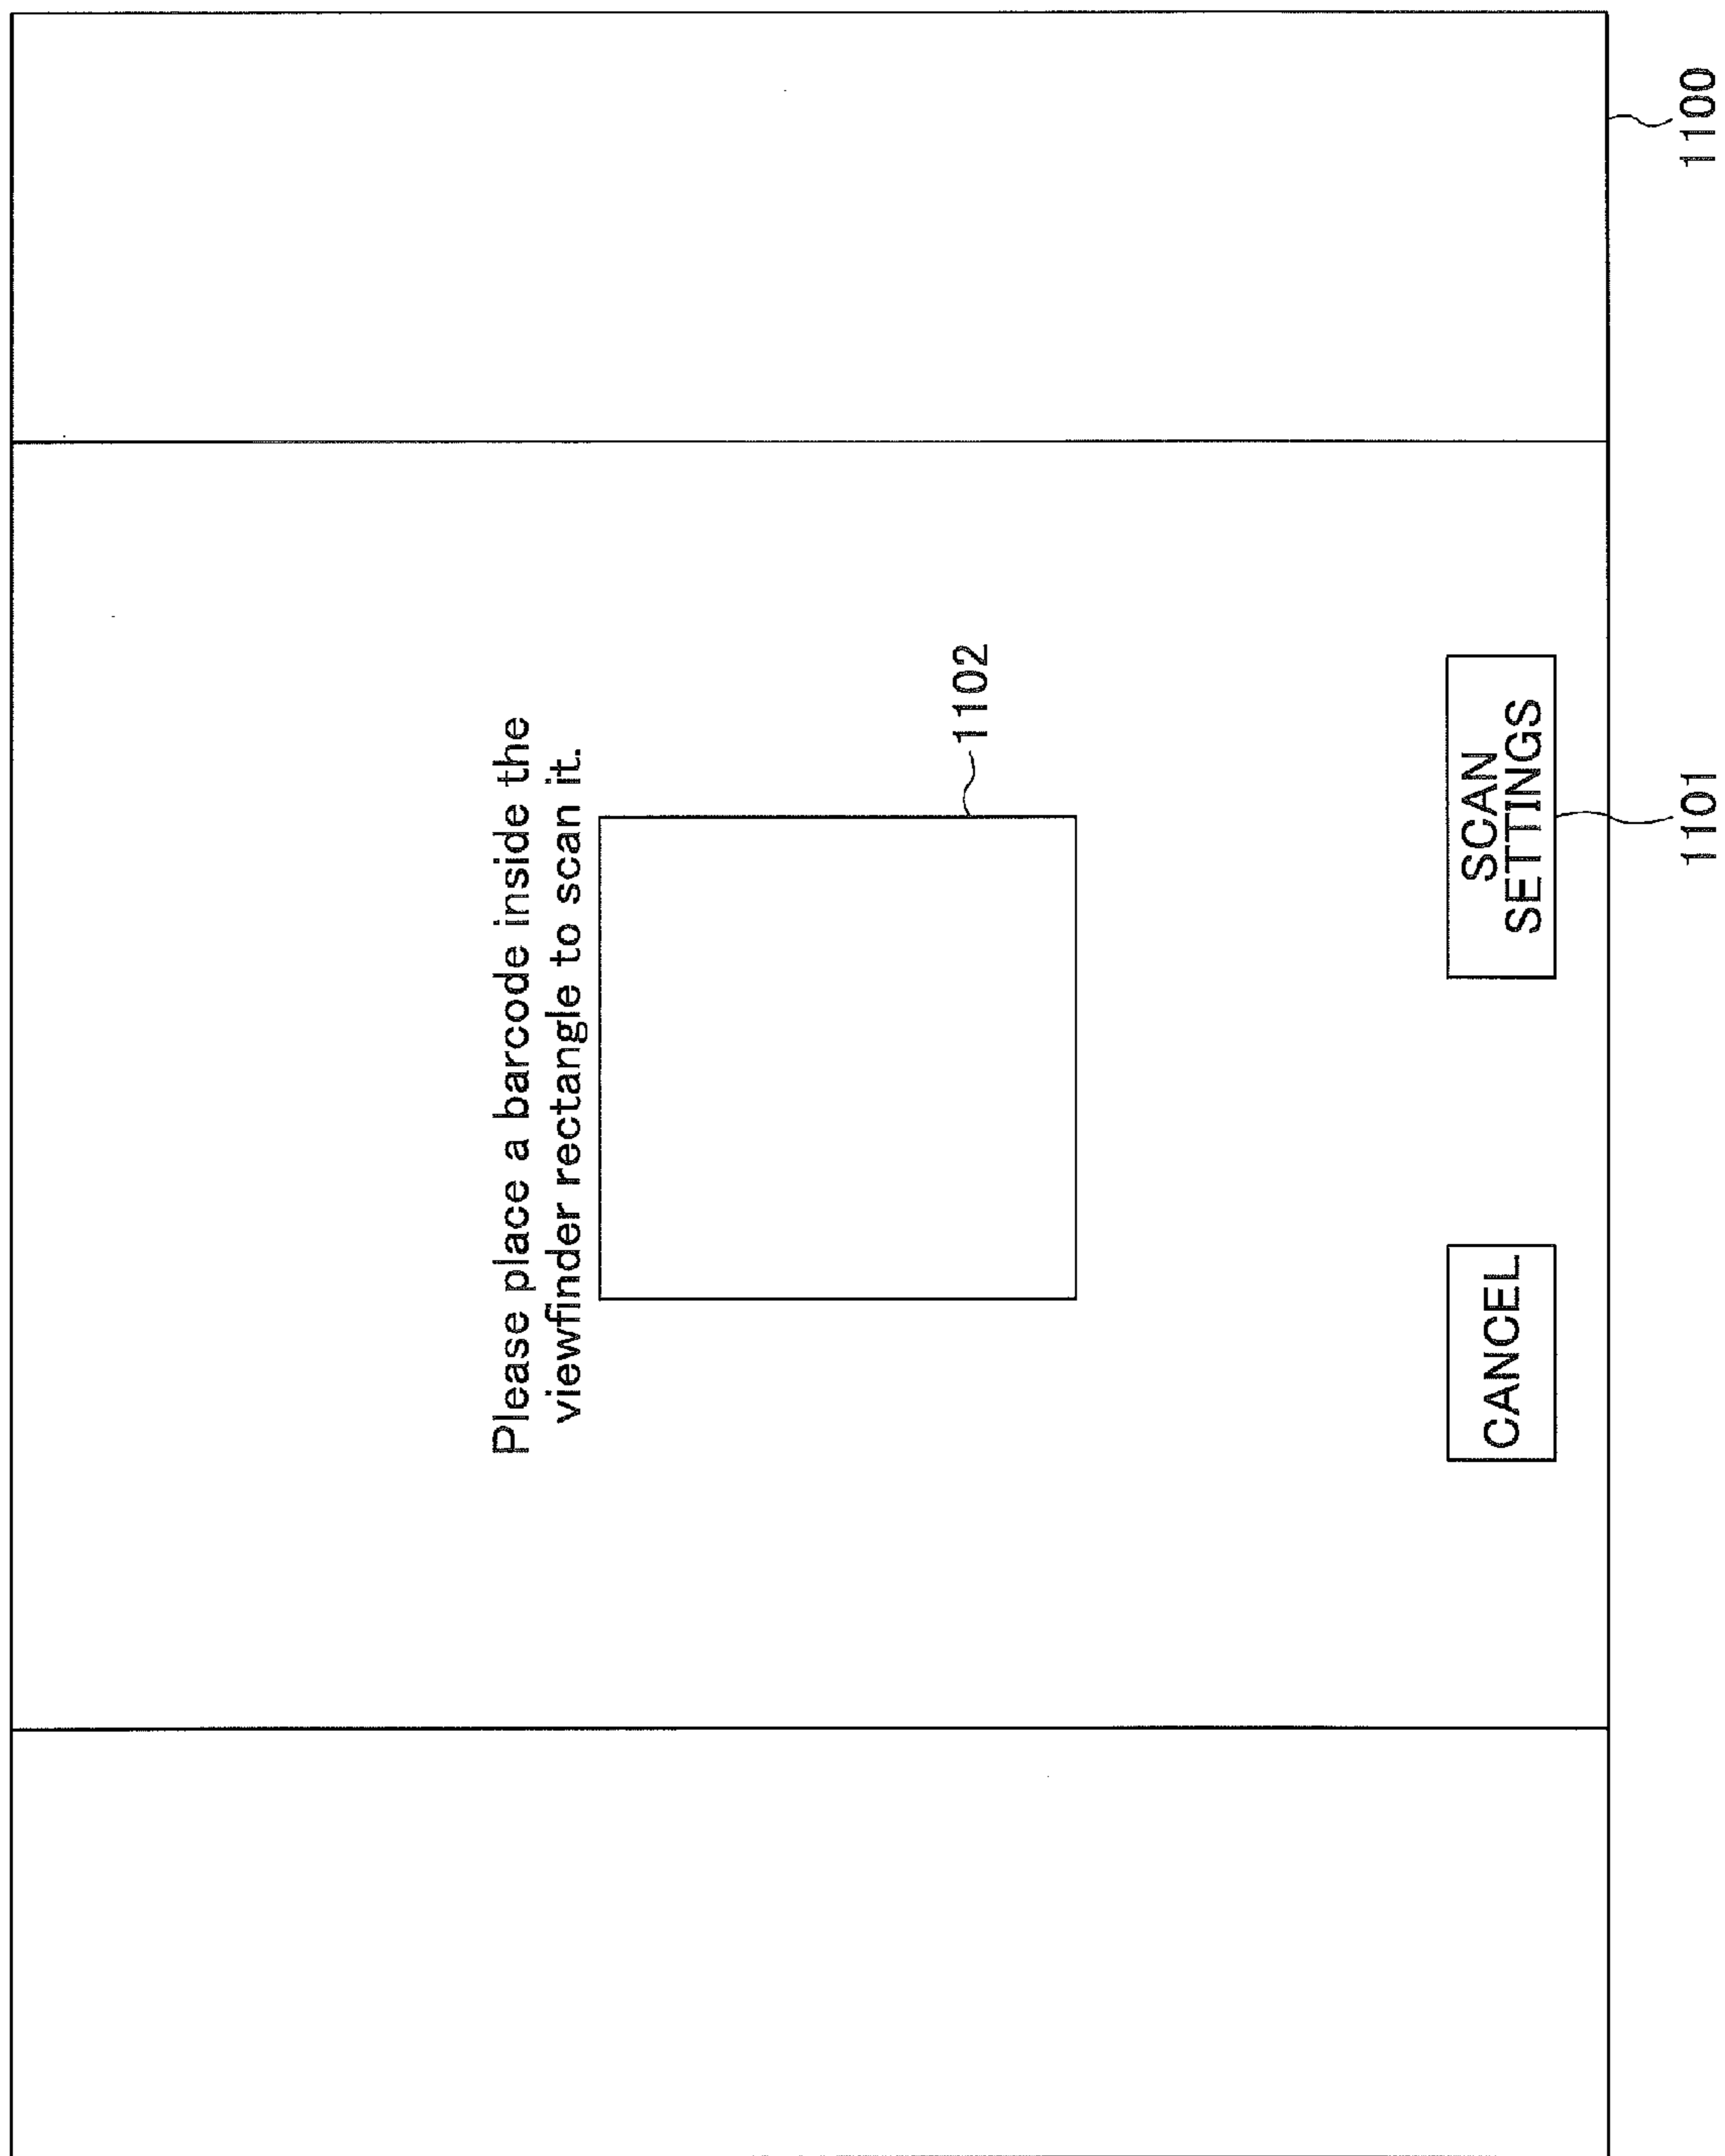 Please place a barcode inside the
viewfinder rectangle to scan it.
1102
CANCEL
SCAN
SETTINGS
1101
1100